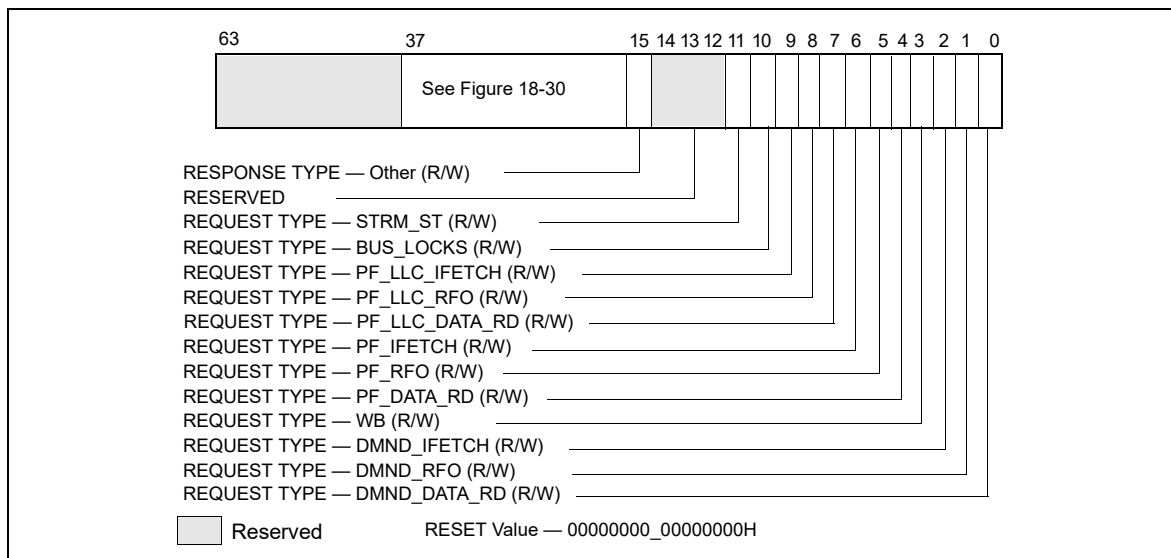 63 37 15 14 13 12 11 10 9 8 7 6 5 4 3 2 1 0
See Figure 18-30
RESPONSE TYPE — Other (R/W)
RESERVED
REQUEST TYPE — STRM_ST (R/W)
REQUEST TYPE — BUS_LOCKS (R/W)
REQUEST TYPE — PF_LLC_IFETCH (R/W)
REQUEST TYPE — PF_LLC_RFO (R/W)
REQUEST TYPE — PF_LLC_DATA_RD (R/W)
REQUEST TYPE — PF_IFETCH (R/W)
REQUEST TYPE — PF_RFO (R/W)
REQUEST TYPE — PF_DATA_RD (R/W)
REQUEST TYPE — WB (R/W)
REQUEST TYPE — DMND_IFETCH (R/W)
REQUEST TYPE — DMND_RFO (R/W)
REQUEST TYPE — DMND_DATA_RD (R/W)
Reserved RESET Value — 00000000_00000000H